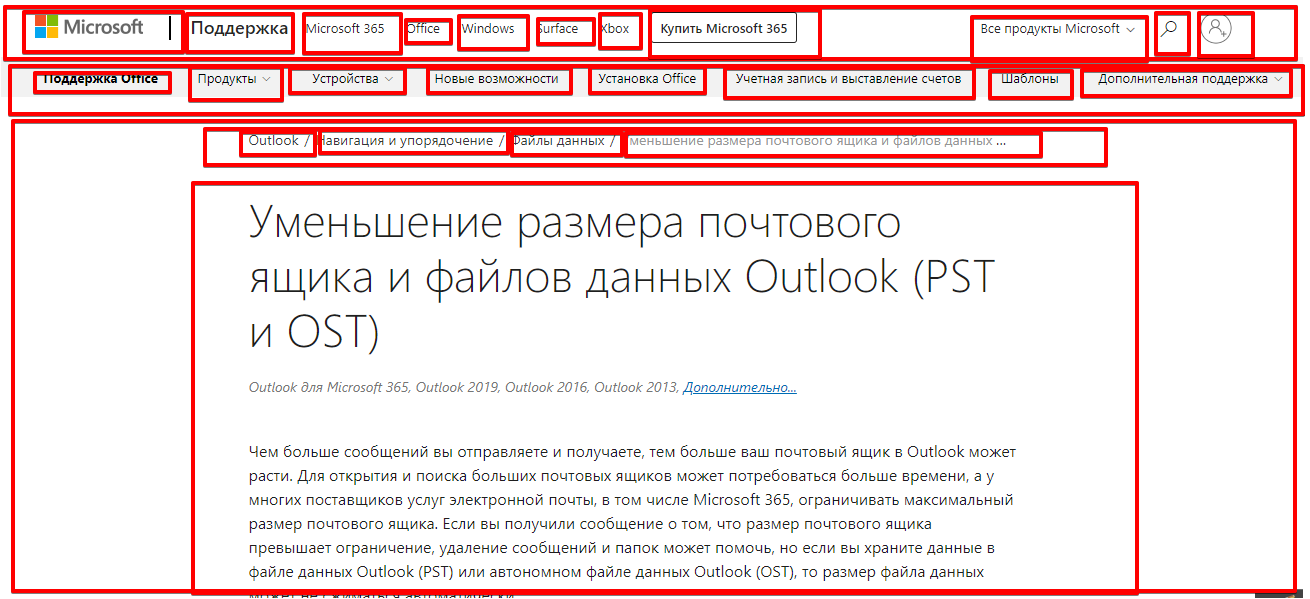 Microsoft Поддержка Microsoft 365 Office Windows Surface Xbox Купить Microsoft 365 Все продукты Microsoft
Поддержка Office Продукты Устройства Новые возможности Установка Office Учетная запись и выставление счетов Шаблоны Дополнительная поддержка
Outlook / Навигация и упорядочение / Файлы данных / Уменьшение размера почтового ящика и файлов данных ...
Уменьшение размера почтового
ящика и файлов данных Outlook (PST
и OST)
Outlook для Microsoft 365, Outlook 2019, Outlook 2016, Outlook 2013, Дополнительно...
Чем больше сообщений вы отправляете и получаете, тем больше ваш почтовый ящик в Outlook может
расти. Для открытия и поиска больших почтовых ящиков может потребоваться больше времени, а у
многих поставщиков услуг электронной почты, в том числе Microsoft 365, ограничивать максимальный
размер почтового ящика. Если вы получили сообщение о том, что размер почтового ящика
превышает ограничение, удаление сообщений и папок может помочь, но если вы храните данные в
файле данных Outlook (PST) или автономном файле данных Outlook (OST), то размер файла данных
может не сжиматься автоматически.